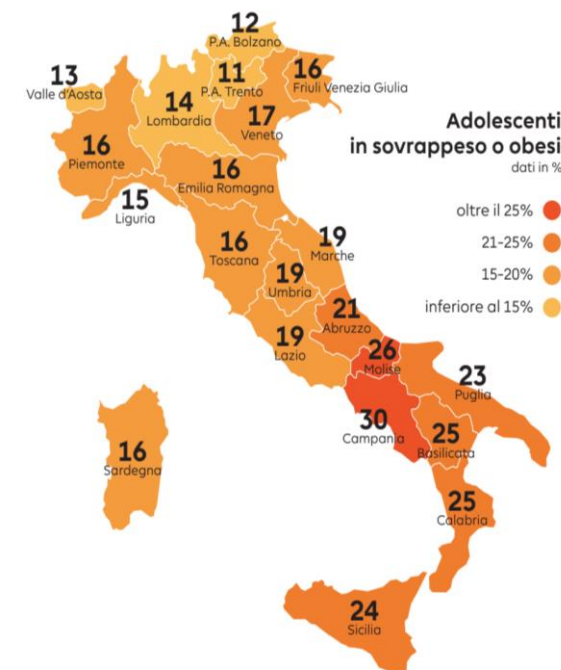 12
P.A. Bolzano
13
Valle d'Aosta
11
P.A. Trento
16
Friuli Venezia Giulia
14
Lombardia
17
Veneto
16
Piemonte
16
Emilia Romagna
15
Liguria
Adolescenti
in sovrappeso o obesi
dati in %
oltre il 25%
21-25%
15-20%
inferiore al 15%
16
Toscana
19
Marche
19
Umbria
21
Abruzzo
19
Lazio
26
Molise
23
Puglia
30
Campania
25
Basilicata
16
Sardegna
25
Calabria
24
Sicilia